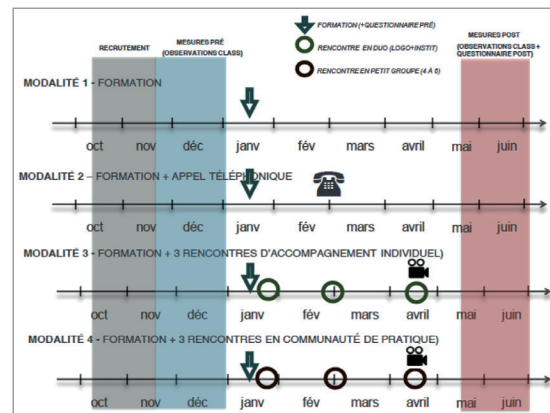 FORMATION (+QUESTIONNAIRE PRÉ)
RENCONTRE EN DUO (LOGO+INSTIT)
RENCONTRE EN PETIT GROUPE (4 À 6)
RECRUTEMENT
MESURES PRÉ
(OBSERVATIONS CLASS)
MESURES POST
(OBSERVATIONS CLASS +
QUESTIONNAIRE POST)
MODALITÉ 1 - FORMATION
oct nov déc janv fév mars avril mai juin
MODALITÉ 2 – FORMATION + APPEL TÉLÉPHONIQUE
oct nov déc janv fév mars avril mai juin
MODALITÉ 3 - FORMATION + 3 RENCONTRES D'ACCOMPAGNEMENT INDIVIDUEL)
oct nov déc janv fév mars avril mai juin
MODALITÉ 4 - FORMATION + 3 RENCONTRES EN COMMUNAUTÉ DE PRATIQUE)
oct nov déc janv fév mars avril mai juin